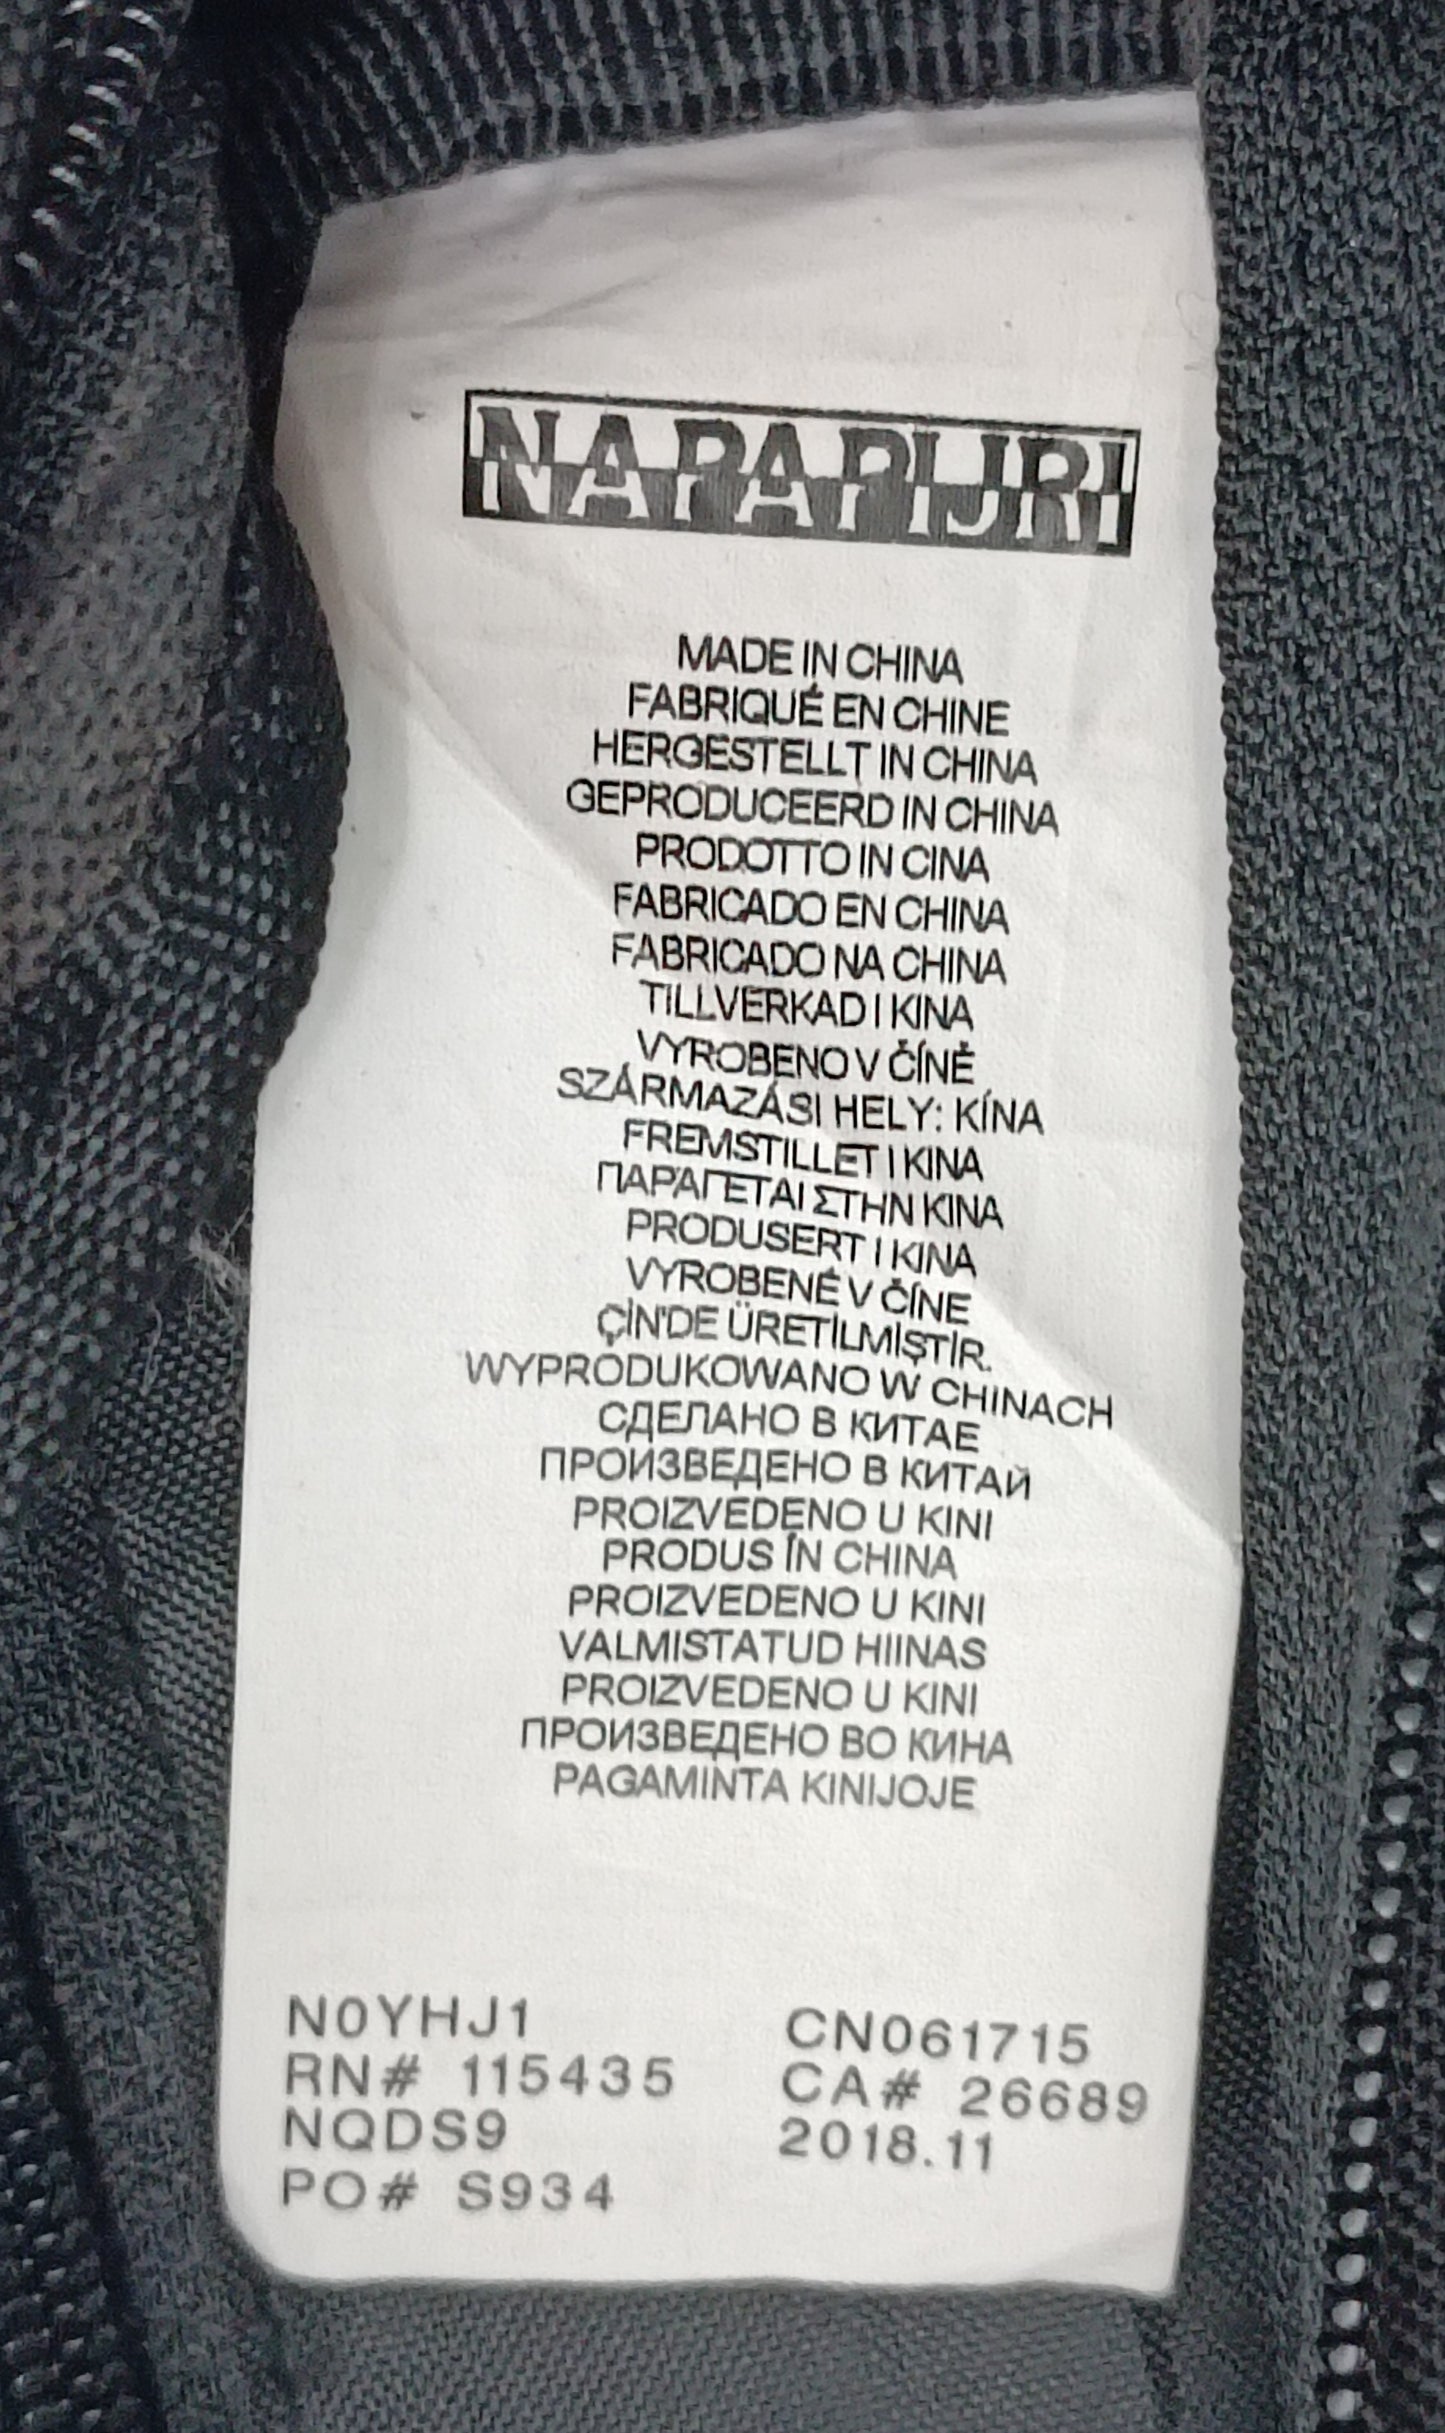 NAPAPIJRI
MADE IN CHINA
FABRIQUÉ EN CHINE
HERGESTELLT IN CHINA
GEPRODUCEERD IN CHINA
PRODOTTO IN CINA
FABRICADO EN CHINA
FABRICADO NA CHINA
TILLVERKAD I KINA
VYROBENO V ČÍNĚ
SZÁRMAZÁSI HELY: KÍNA
FREMSTILLET I KINA
ΠΑΡΑΓΕΤΑΙ ΣΤΗΝ ΚΙΝΑ
PRODUSERT I KINA
VYROBENÉ V ČÍNE
ÇİN'DE ÜRETİLMİŞTİR.
WYPRODUKOWANO W CHINACH
СДЕЛАНО В КИТАЕ
ПРОИЗВЕДЕНО В КИТАЙ
PROIZVEDENO U KINI
PRODUS ÎN CHINA
PROIZVEDENO U KINI
VALMISTATUD HIINAS
PROIZVEDENO U KINI
ПРОИЗВЕДЕНО ВО КИНА
PAGAMINTA KINIJOJE
N0YHJ1 CN061715
RN# 115435 CA# 26689
NQDS9 2018.11
PO# S934